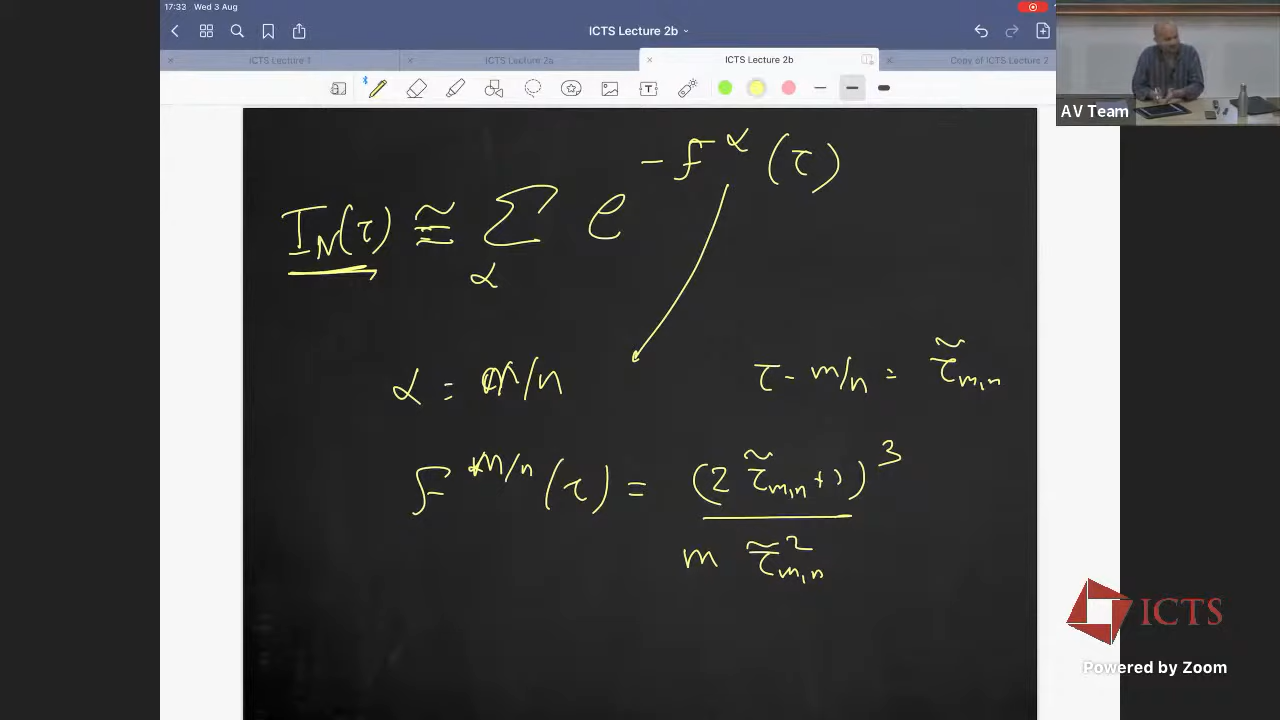 17:33 Wed 3 Aug
ICTS Lecture 2b
ICTS Lecture 1
ICTS Lecture 2a
ICTS Lecture 2b
Copy of ICTS Lecture 2
AV Team
I_N(τ) ≅ Σ_α e^{-F^α(τ)}
α = m/n
τ - m/n = τ̃_{m,n}
F^{m/n}(τ) = (2 τ̃_{m,n} + 1)^3
m τ̃_{m,n}^2
ICTS
Powered by Zoom